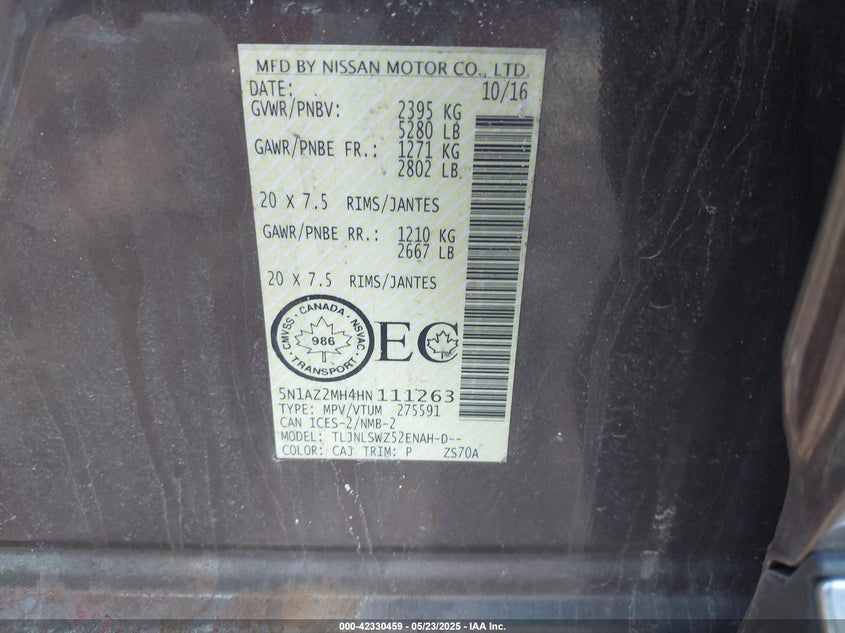 MFD BY NISSAN MOTOR CO., LTD.
DATE: 10/16
GVWR/PNBV: 2395 KG
5280 LB
GAWR/PNBE FR.: 1271 KG
2802 LB.
20 X 7.5 RIMS/JANTES
GAWR/PNBE RR.: 1210 KG
2667 LB
20 X 7.5 RIMS/JANTES
CMVSS · CANADA · NSVAC · TRANSPORT ·
986
EC
5N1AZ2MH4HN 111263
TYPE: MPV/VTUM 275591
CAN ICES-2/NMB-2
MODEL: TLJNLSWZ52ENAH-D--
COLOR: CAJ TRIM: P ZS70A
000-42330459 - 05/23/2025 - IAA Inc.